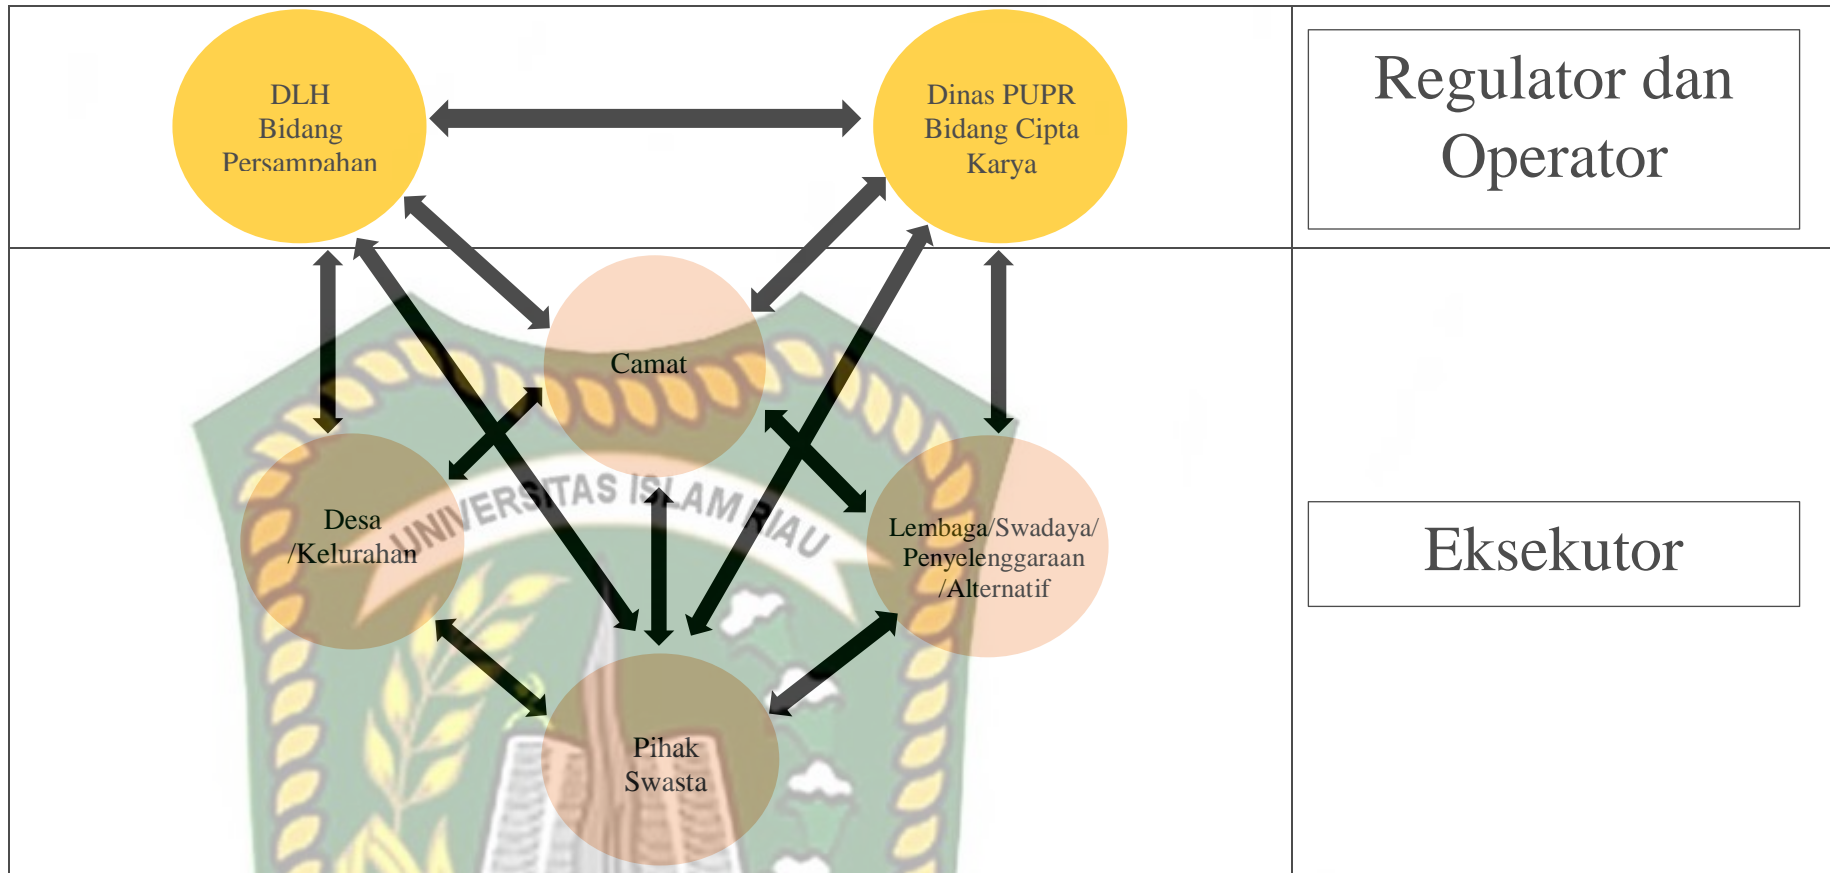 DLH
Bidang
Persampahan
Dinas PUPR
Bidang Cipta
Karya
Regulator dan
Operator
Camat
Desa
/Kelurahan
UNIVERSITAS ISLAM RIAU
Lembaga/Swadaya/
Penyelenggaraan
/Alternatif
Eksekutor
Pihak
Swasta